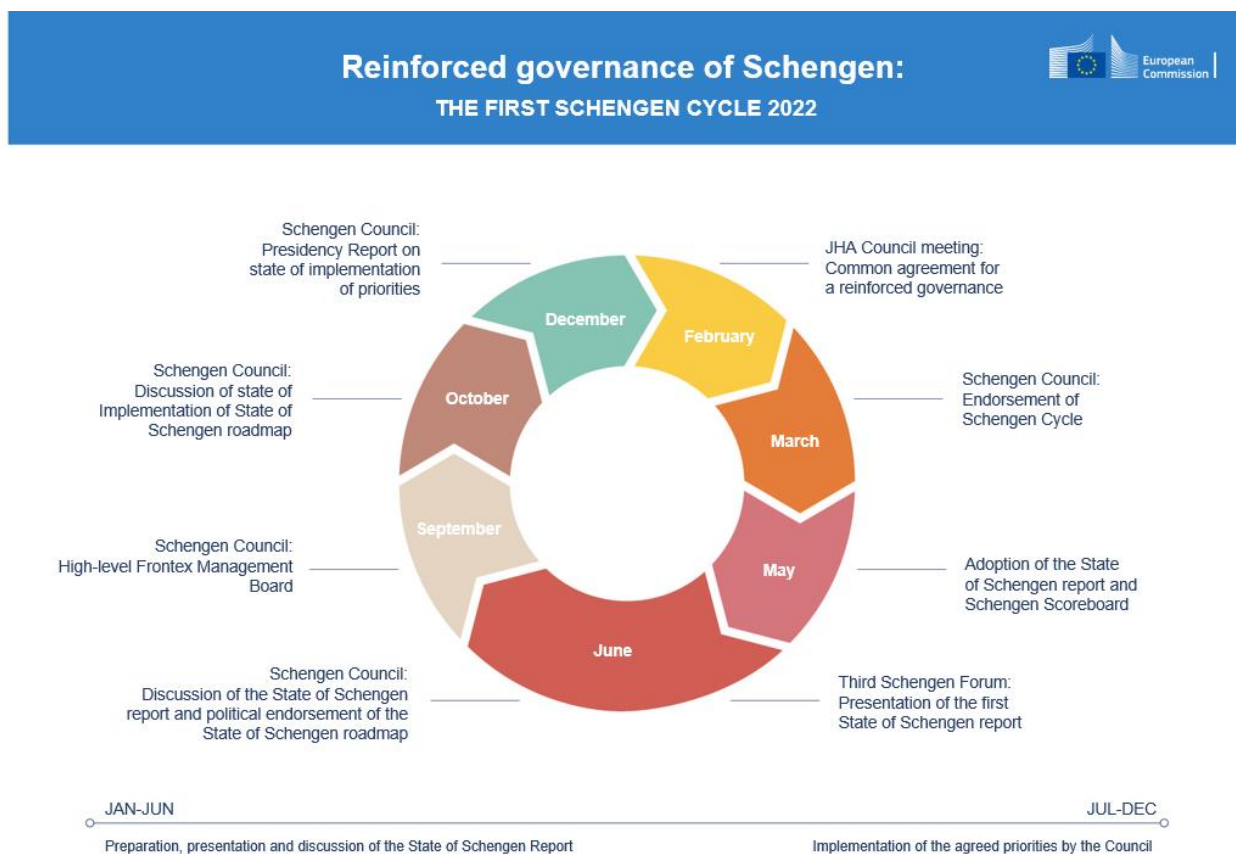 Reinforced governance of Schengen:
THE FIRST SCHENGEN CYCLE 2022
European
Commission
Schengen Council:
Presidency Report on
state of implementation
of priorities
JHA Council meeting:
Common agreement for
a reinforced governance
December
February
Schengen Council:
Discussion of state of
Implementation of State of
Schengen roadmap
October
March
Schengen Council:
Endorsement of
Schengen Cycle
Schengen Council:
High-level Frontex Management
Board
September
May
Adoption of the State
of Schengen report and
Schengen Scoreboard
June
Schengen Council:
Discussion of the State of Schengen
report and political endorsement of the
State of Schengen roadmap
Third Schengen Forum:
Presentation of the first
State of Schengen report
JAN-JUN
JUL-DEC
Preparation, presentation and discussion of the State of Schengen Report
Implementation of the agreed priorities by the Council